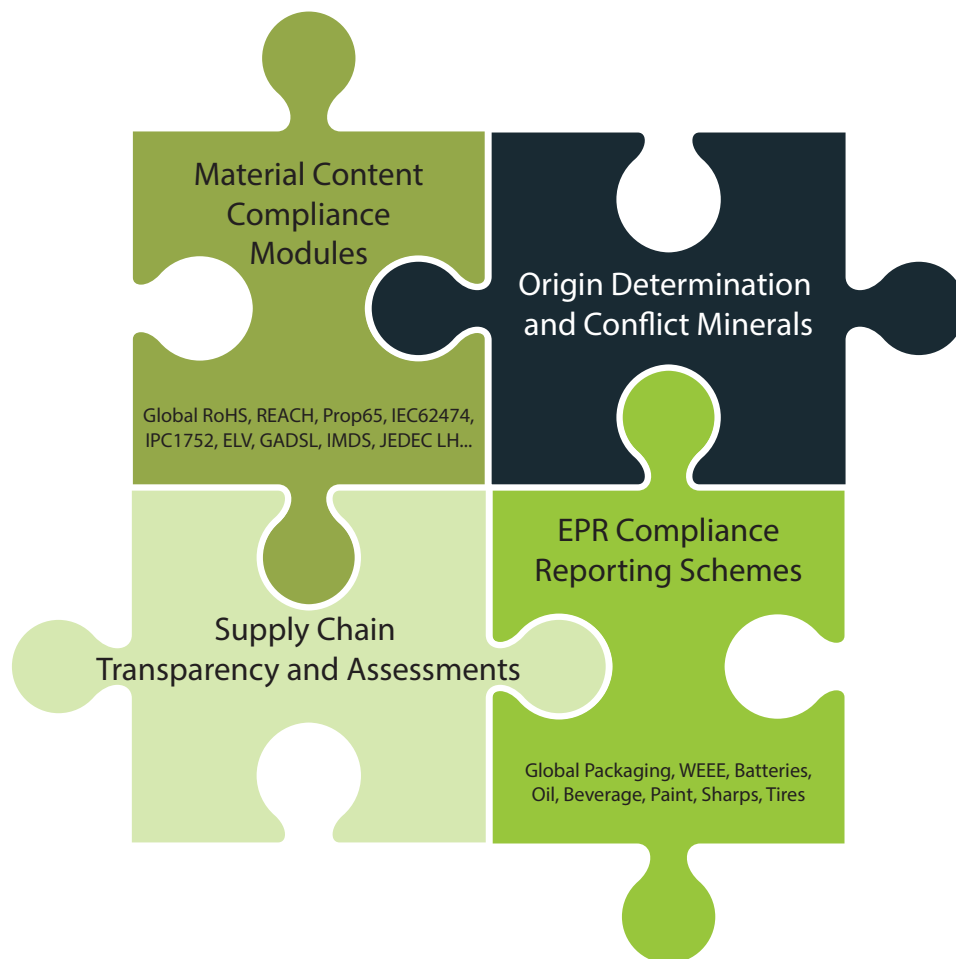 Material Content
Compliance
Modules
Global RoHS, REACH, Prop65, IEC62474,
IPC1752, ELV, GADSL, IMDS, JEDEC LH...
Origin Determination
and Conflict Minerals
Supply Chain
Transparency and Assessments
EPR Compliance
Reporting Schemes
Global Packaging, WEEE, Batteries,
Oil, Beverage, Paint, Sharps, Tires